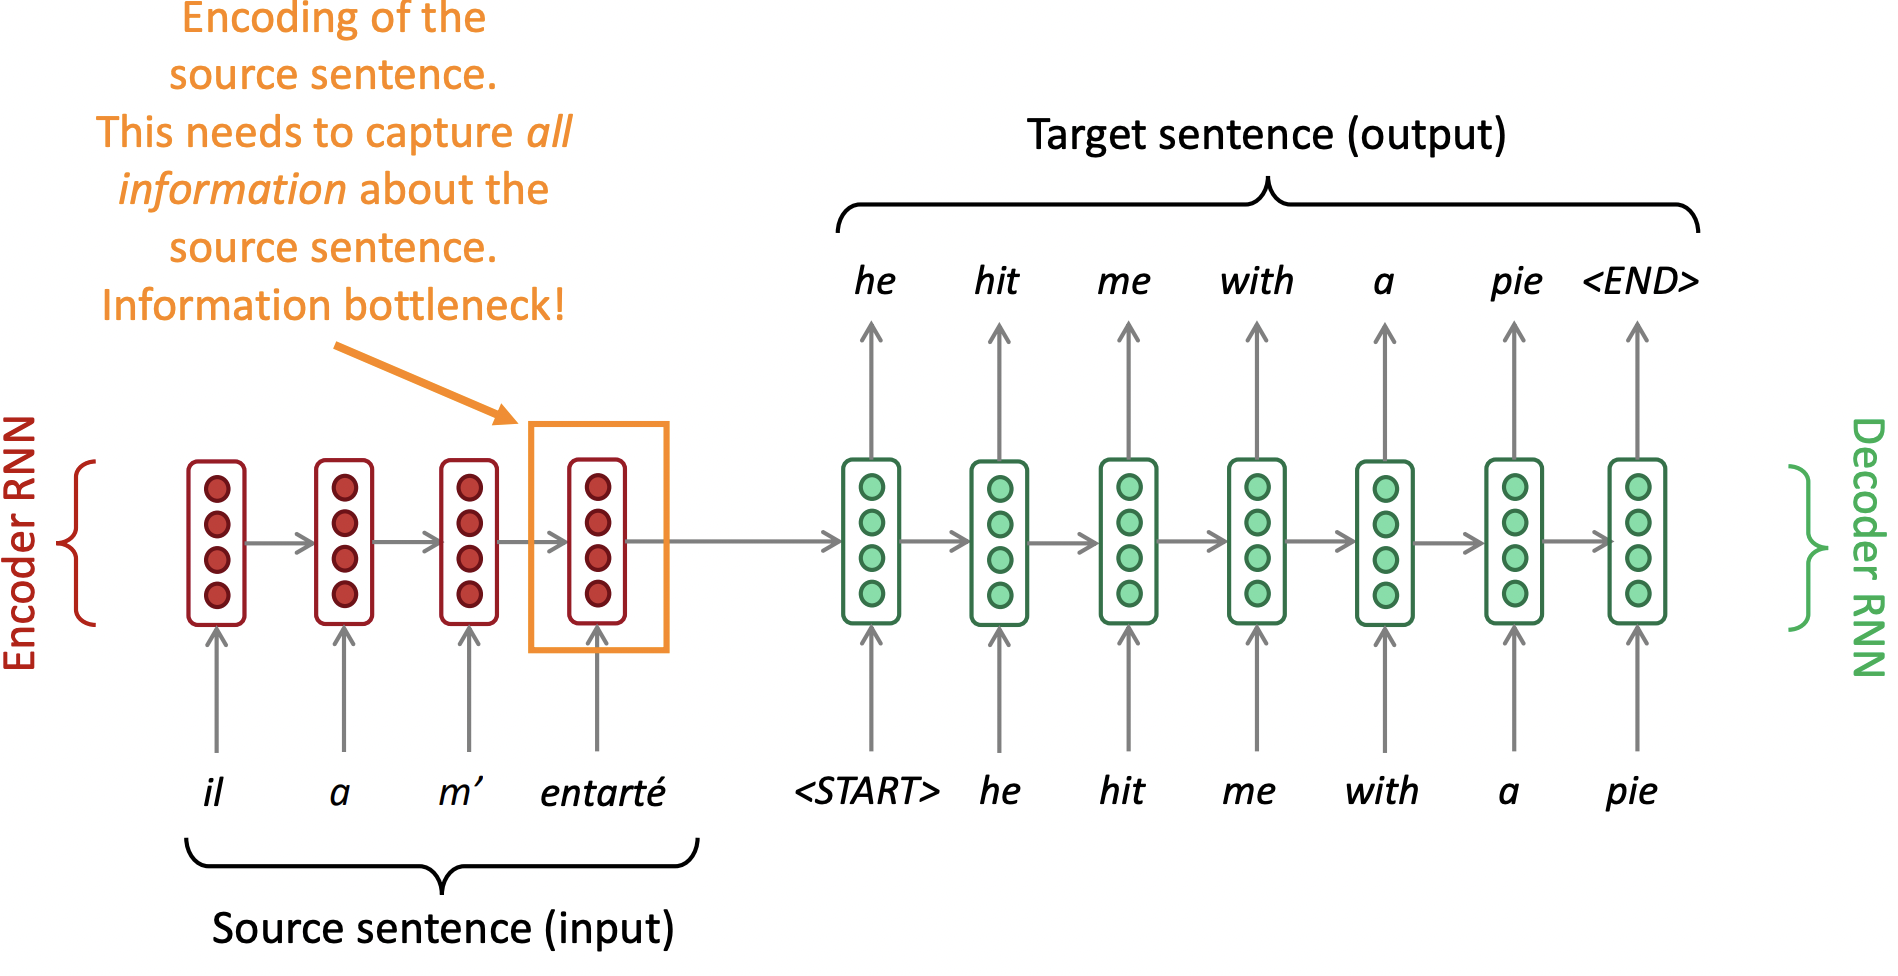 Encoding of the
source sentence.
This needs to capture all
information about the
source sentence.
Information bottleneck!
Target sentence (output)
he hit me with a pie <END>
Encoder RNN
Decoder RNN
il a m’ entarté <START> he hit me with a pie
Source sentence (input)